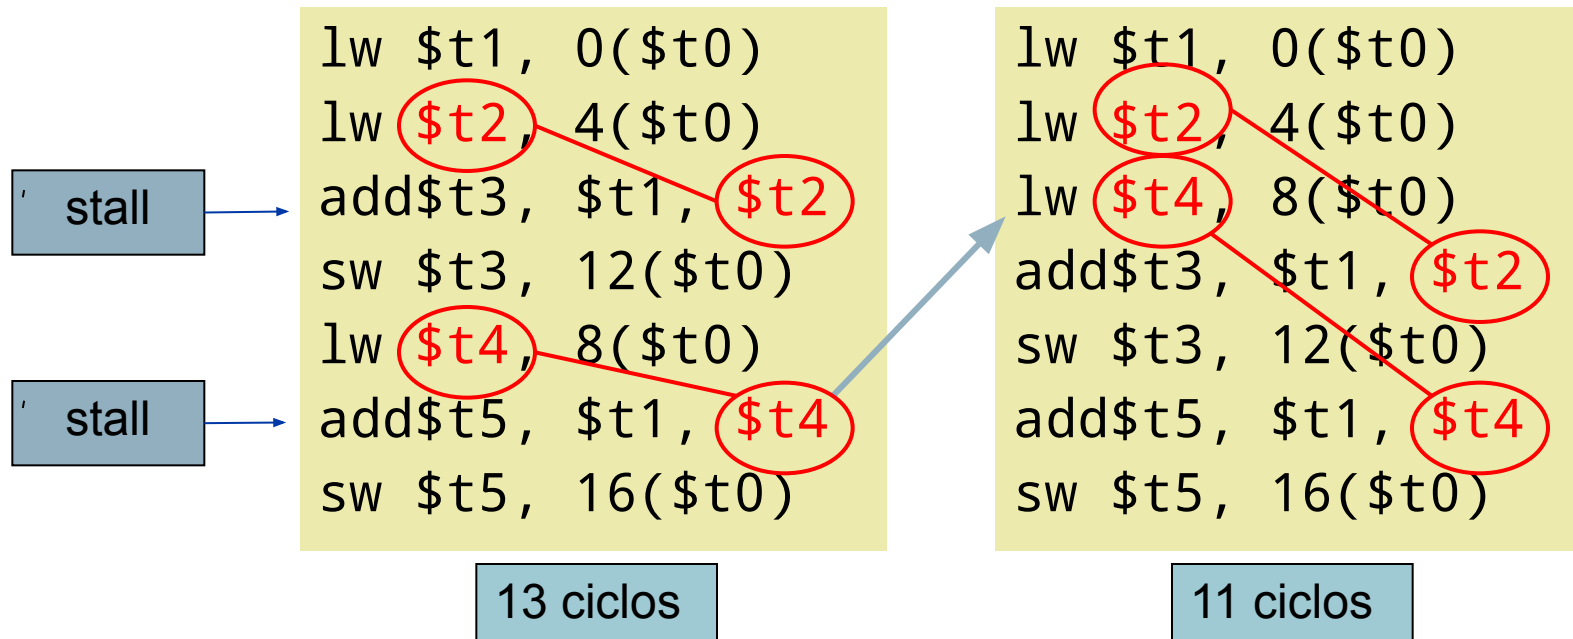 lw $t1, 0($t0)
lw $t2, 4($t0)
add$t3, $t1, $t2
sw $t3, 12($t0)
lw $t4, 8($t0)
add$t5, $t1, $t4
sw $t5, 16($t0)
' stall
' stall
13 ciclos
lw $t1, 0($t0)
lw $t2, 4($t0)
lw $t4, 8($t0)
add$t3, $t1, $t2
sw $t3, 12($t0)
add$t5, $t1, $t4
sw $t5, 16($t0)
11 ciclos